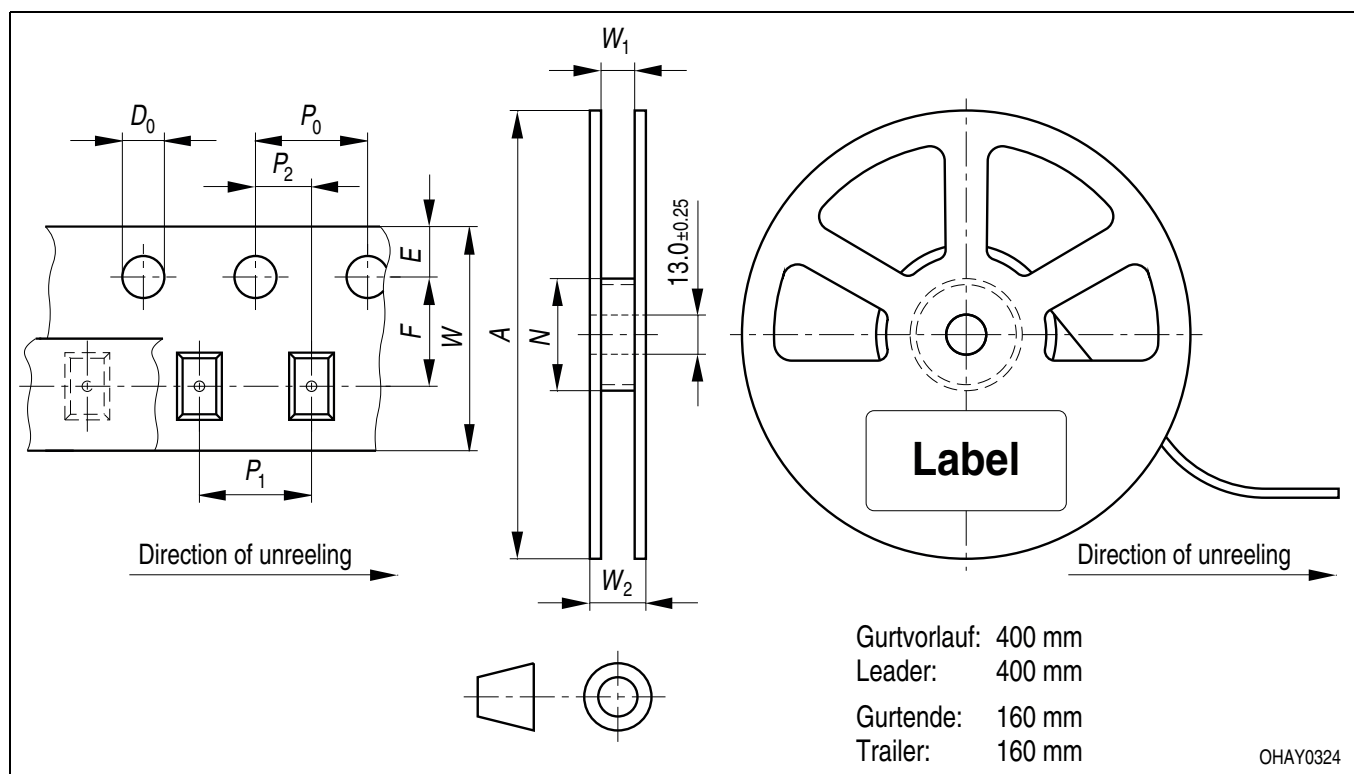 W1
D0
P0
P2
E
F
W
A
N
13.0±0.25
P1
Label
Direction of unreeling
W2
Direction of unreeling
Gurtvorlauf: 400 mm
Leader: 400 mm
Gurtende: 160 mm
Trailer: 160 mm
OHAY0324